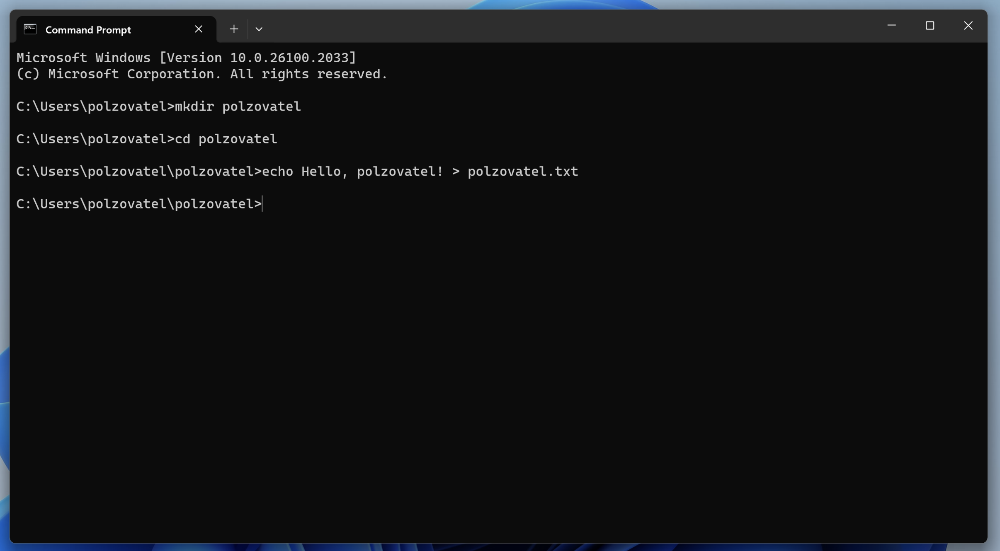 Command Prompt
Microsoft Windows [Version 10.0.26100.2033]
(c) Microsoft Corporation. All rights reserved.
C:\Users\polzovatel>mkdir polzovatel
C:\Users\polzovatel>cd polzovatel
C:\Users\polzovatel\polzovatel>echo Hello, polzovatel! > polzovatel.txt
C:\Users\polzovatel\polzovatel>